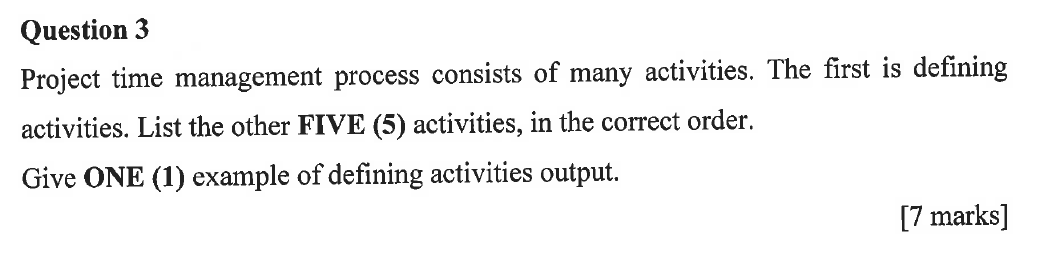 Question 3
Project time management process consists of many activities. The first is defining
activities. List the other FIVE (5) activities, in the correct order.
Give ONE (1) example of defining activities output.
[7 marks]